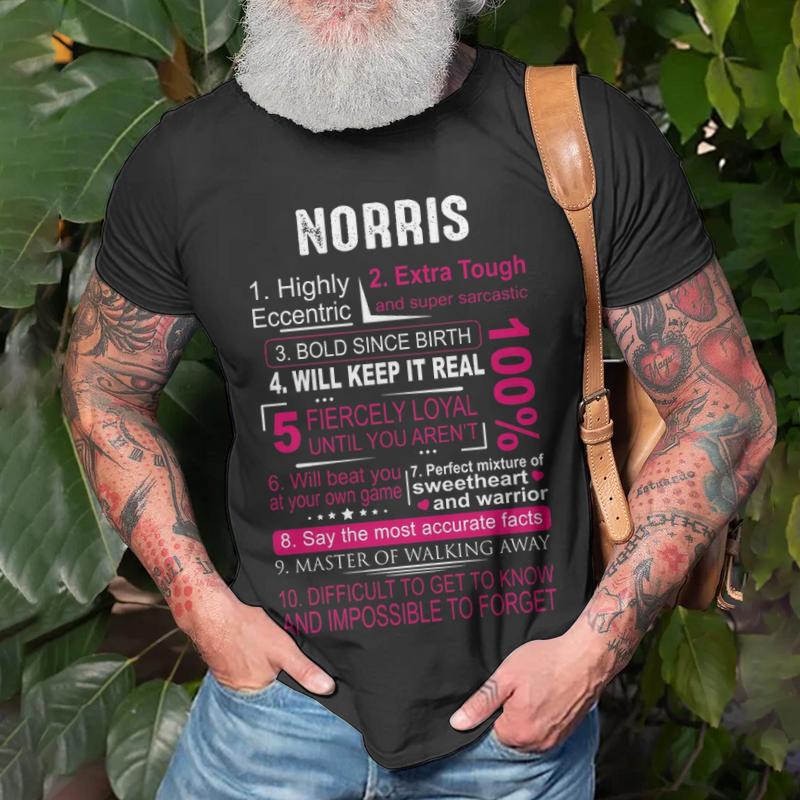 NORRIS
1. Highly
Eccentric
2. Extra Tough
and super sarcastic
3. BOLD SINCE BIRTH
4. WILL KEEP IT REAL
100%
5 FIERCELY LOYAL
UNTIL YOU AREN'T
6. Will beat you
at your own game
7. Perfect mixture of
sweetheart
and warrior
8. Say the most accurate facts
9. MASTER OF WALKING AWAY
10. DIFFICULT TO GET TO KNOW
AND IMPOSSIBLE TO FORGET